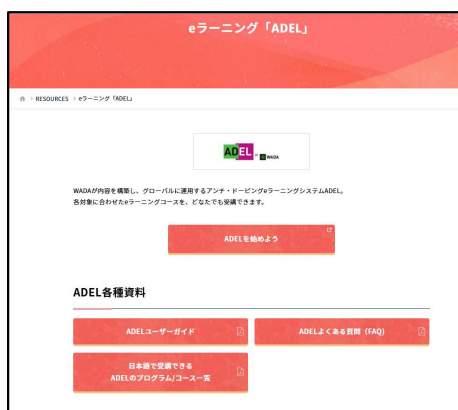 eラーニング「ADEL」
RESOURCES > eラーニング「ADEL」
ADEL BY WADA
WADAが内容を構築し、グローバルに運用するアンチ・ドーピングeラーニングシステムADEL。
各対象に合わせたeラーニングコースを、どなたでも受講できます。
ADELを始めよう
ADEL各種資料
ADELユーザーガイド
ADELよくある質問（FAQ）
日本語で受講できる
ADELのプログラム/コース一覧